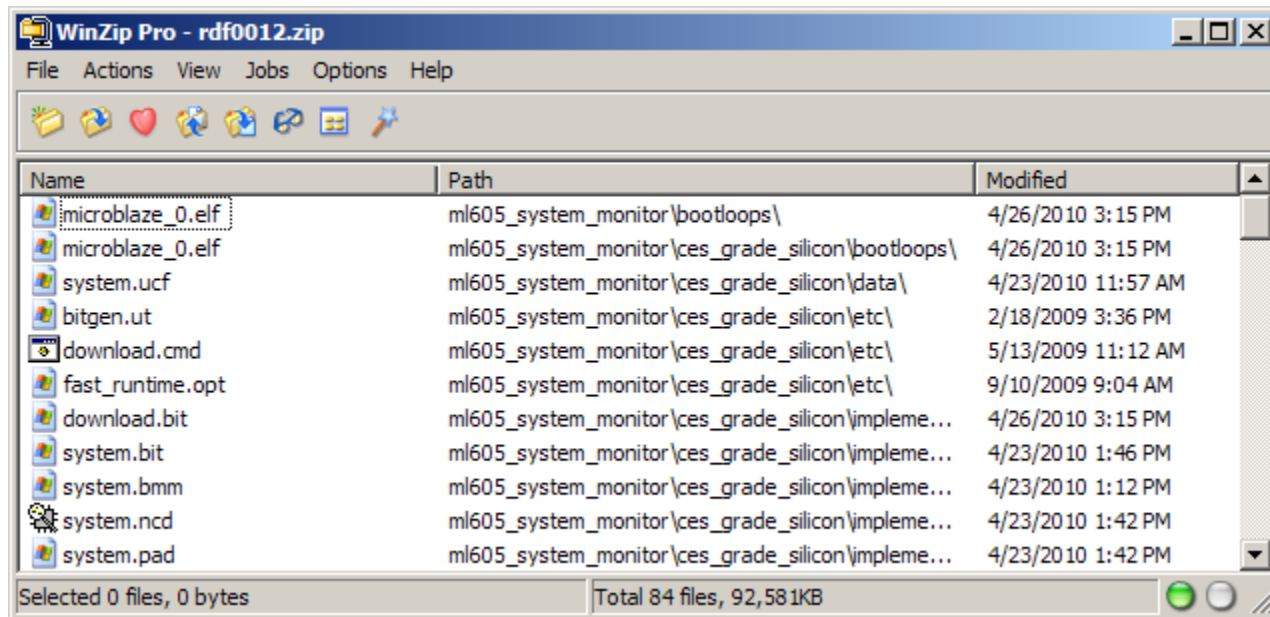 WinZip Pro - rdf0012.zip
File Actions View Jobs Options Help
Name Path Modified
microblaze_0.elf ml605_system_monitor\bootloops\ 4/26/2010 3:15 PM
microblaze_0.elf ml605_system_monitor\ces_grade_silicon\bootloops\ 4/26/2010 3:15 PM
system.ucf ml605_system_monitor\ces_grade_silicon\data\ 4/23/2010 11:57 AM
bitgen.ut ml605_system_monitor\ces_grade_silicon\etc\ 2/18/2009 3:36 PM
download.cmd ml605_system_monitor\ces_grade_silicon\etc\ 5/13/2009 11:12 AM
fast_runtime.opt ml605_system_monitor\ces_grade_silicon\etc\ 9/10/2009 9:04 AM
download.bit ml605_system_monitor\ces_grade_silicon\impleme... 4/26/2010 3:15 PM
system.bit ml605_system_monitor\ces_grade_silicon\impleme... 4/23/2010 1:46 PM
system.bmm ml605_system_monitor\ces_grade_silicon\impleme... 4/23/2010 1:12 PM
system.ncd ml605_system_monitor\ces_grade_silicon\impleme... 4/23/2010 1:42 PM
system.pad ml605_system_monitor\ces_grade_silicon\impleme... 4/23/2010 1:42 PM
Selected 0 files, 0 bytes Total 84 files, 92,581KB